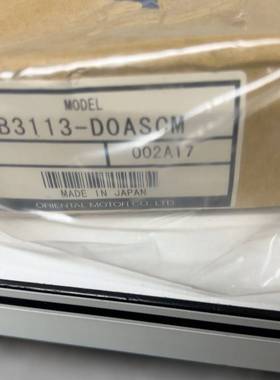 MODEL
B3113-D0ASCM
002A17
MADE IN JAPAN
ORIENTAL MOTOR CO., LTD